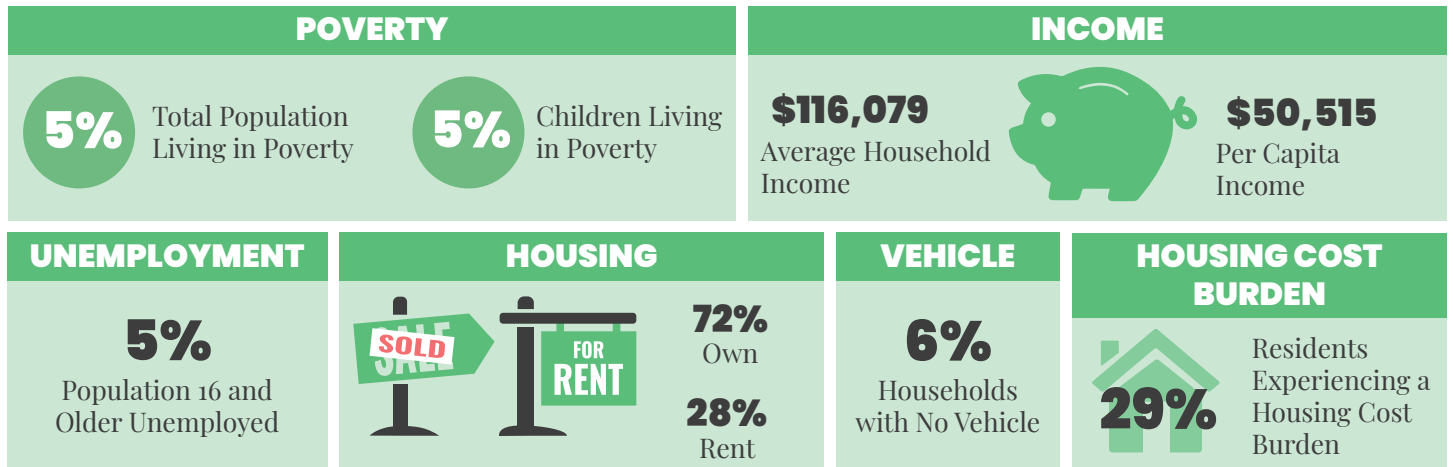 POVERTY
5%
Total Population
Living in Poverty
5%
Children Living
in Poverty
INCOME
$116,079
Average Household
Income
$50,515
Per Capita
Income
UNEMPLOYMENT
5%
Population 16 and
Older Unemployed
HOUSING
SALE
SOLD
FOR
RENT
72%
Own
28%
Rent
VEHICLE
6%
Households
with No Vehicle
HOUSING COST
BURDEN
29%
Residents
Experiencing a
Housing Cost
Burden